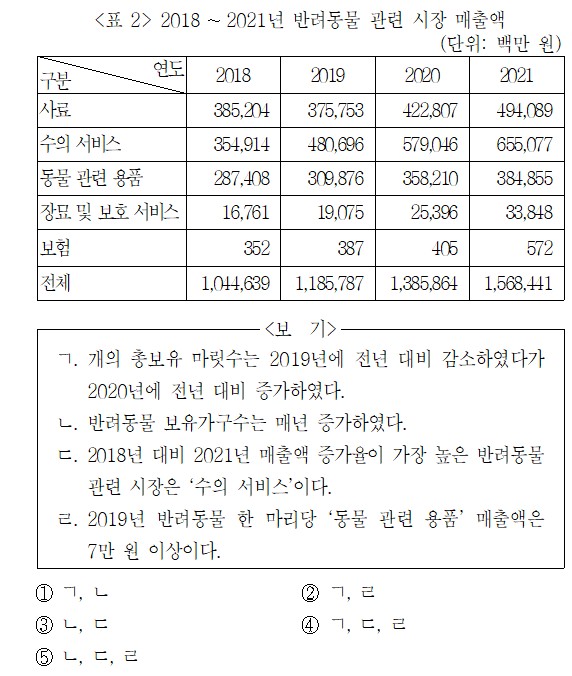 <표 2> 2018 ~ 2021년 반려동물 관련 시장 매출액
(단위: 백만 원)
구분 연도 2018 2019 2020 2021
사료 385,204 375,753 422,807 494,089
수의 서비스 354,914 480,696 579,046 655,077
동물 관련 용품 287,408 309,876 358,210 384,855
장묘 및 보호 서비스 16,761 19,075 25,396 33,848
보험 352 387 405 572
전체 1,044,639 1,185,787 1,385,864 1,568,441
<보 기>
ㄱ. 개의 총보유 마릿수는 2019년에 전년 대비 감소하였다가
2020년에 전년 대비 증가하였다.
ㄴ. 반려동물 보유가구수는 매년 증가하였다.
ㄷ. 2018년 대비 2021년 매출액 증가율이 가장 높은 반려동물
관련 시장은 ‘수의 서비스’이다.
ㄹ. 2019년 반려동물 한 마리당 ‘동물 관련 용품’ 매출액은
7만 원 이상이다.
① ㄱ, ㄴ ② ㄱ, ㄹ
③ ㄴ, ㄷ ④ ㄱ, ㄷ, ㄹ
⑤ ㄴ, ㄷ, ㄹ